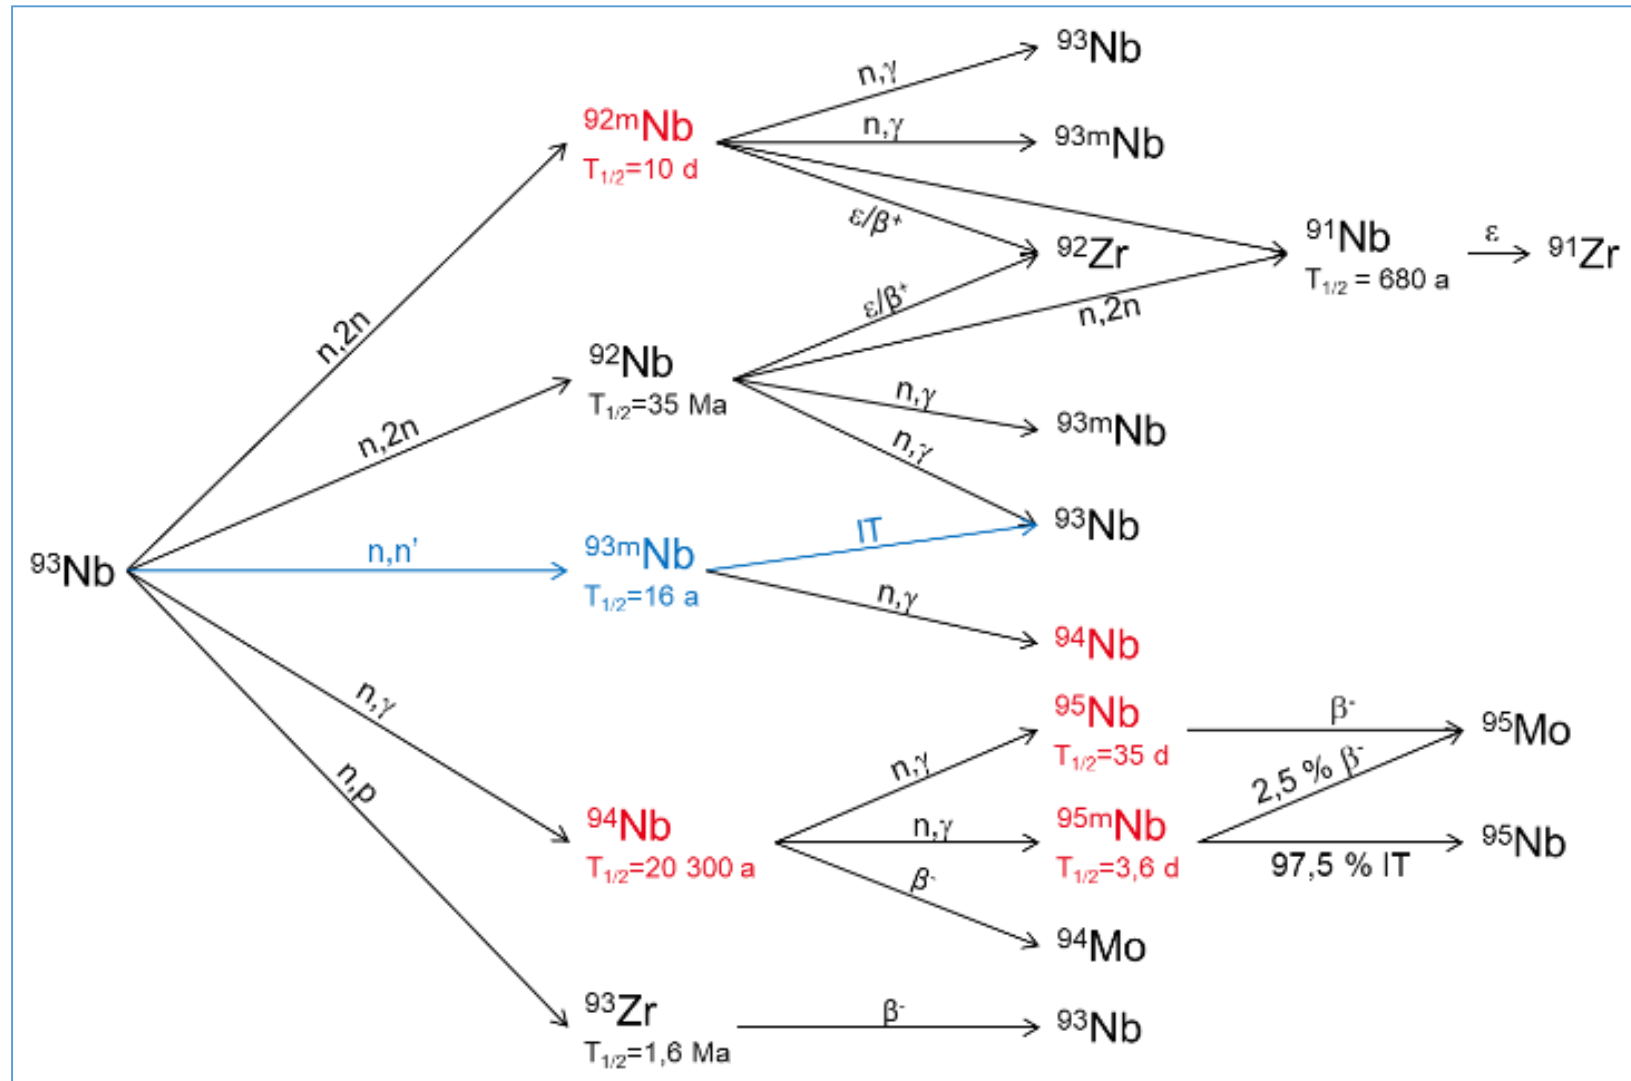 ⁹³Nb
n,γ
⁹²ᵐNb
T₁/₂=10 d
n,γ
⁹³ᵐNb
ε/β⁺
⁹²Zr
⁹¹Nb
T₁/₂ = 680 a
ε
⁹¹Zr
n,2n
ε/β⁺
n,2n
⁹²Nb
T₁/₂=35 Ma
n,γ
⁹³ᵐNb
n,2n
n,γ
⁹³Nb
n,n’
⁹³ᵐNb
T₁/₂=16 a
IT
⁹³Nb
n,γ
⁹⁴Nb
n,γ
⁹⁵Nb
T₁/₂=35 d
β⁻
⁹⁵Mo
n,p
n,γ
2,5 % β⁻
⁹⁴Nb
T₁/₂=20 300 a
n,γ
⁹⁵ᵐNb
T₁/₂=3,6 d
97,5 % IT
⁹⁵Nb
β⁻
⁹⁴Mo
⁹³Zr
T₁/₂=1,6 Ma
β⁻
⁹³Nb